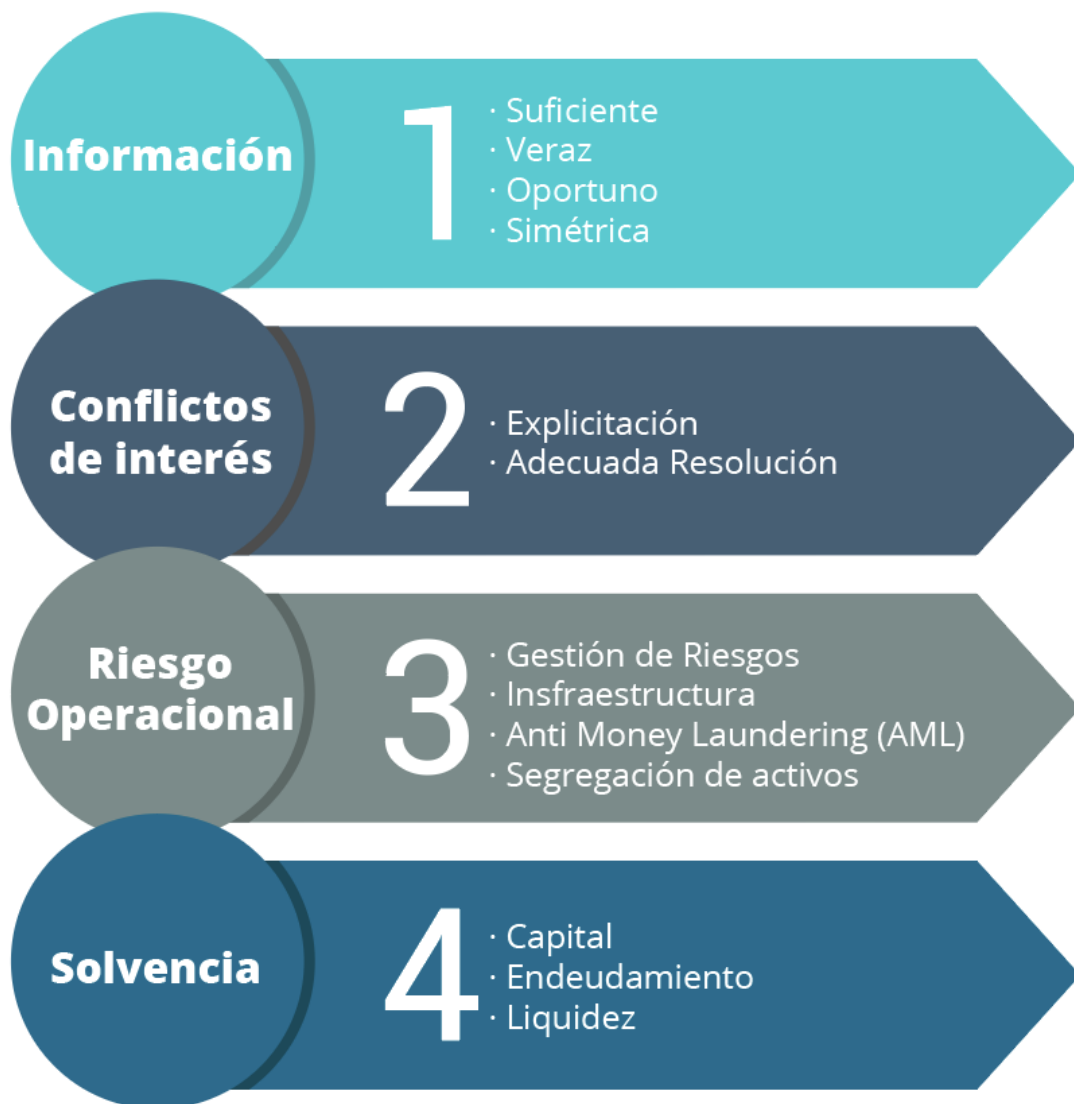 Información
1
· Suficiente
· Veraz
· Oportuno
· Simétrica
Conflictos
de interés
2
· Explicitación
· Adecuada Resolución
Riesgo
Operacional
3
· Gestión de Riesgos
· Insfraestructura
· Anti Money Laundering (AML)
· Segregación de activos
Solvencia
4
· Capital
· Endeudamiento
· Liquidez